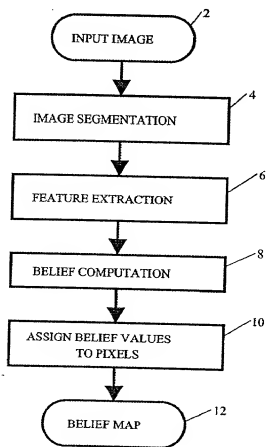 2
INPUT IMAGE
4
IMAGE SEGMENTATION
6
FEATURE EXTRACTION
8
BELIEF COMPUTATION
10
ASSIGN BELIEF VALUES
TO PIXELS
12
BELIEF MAP